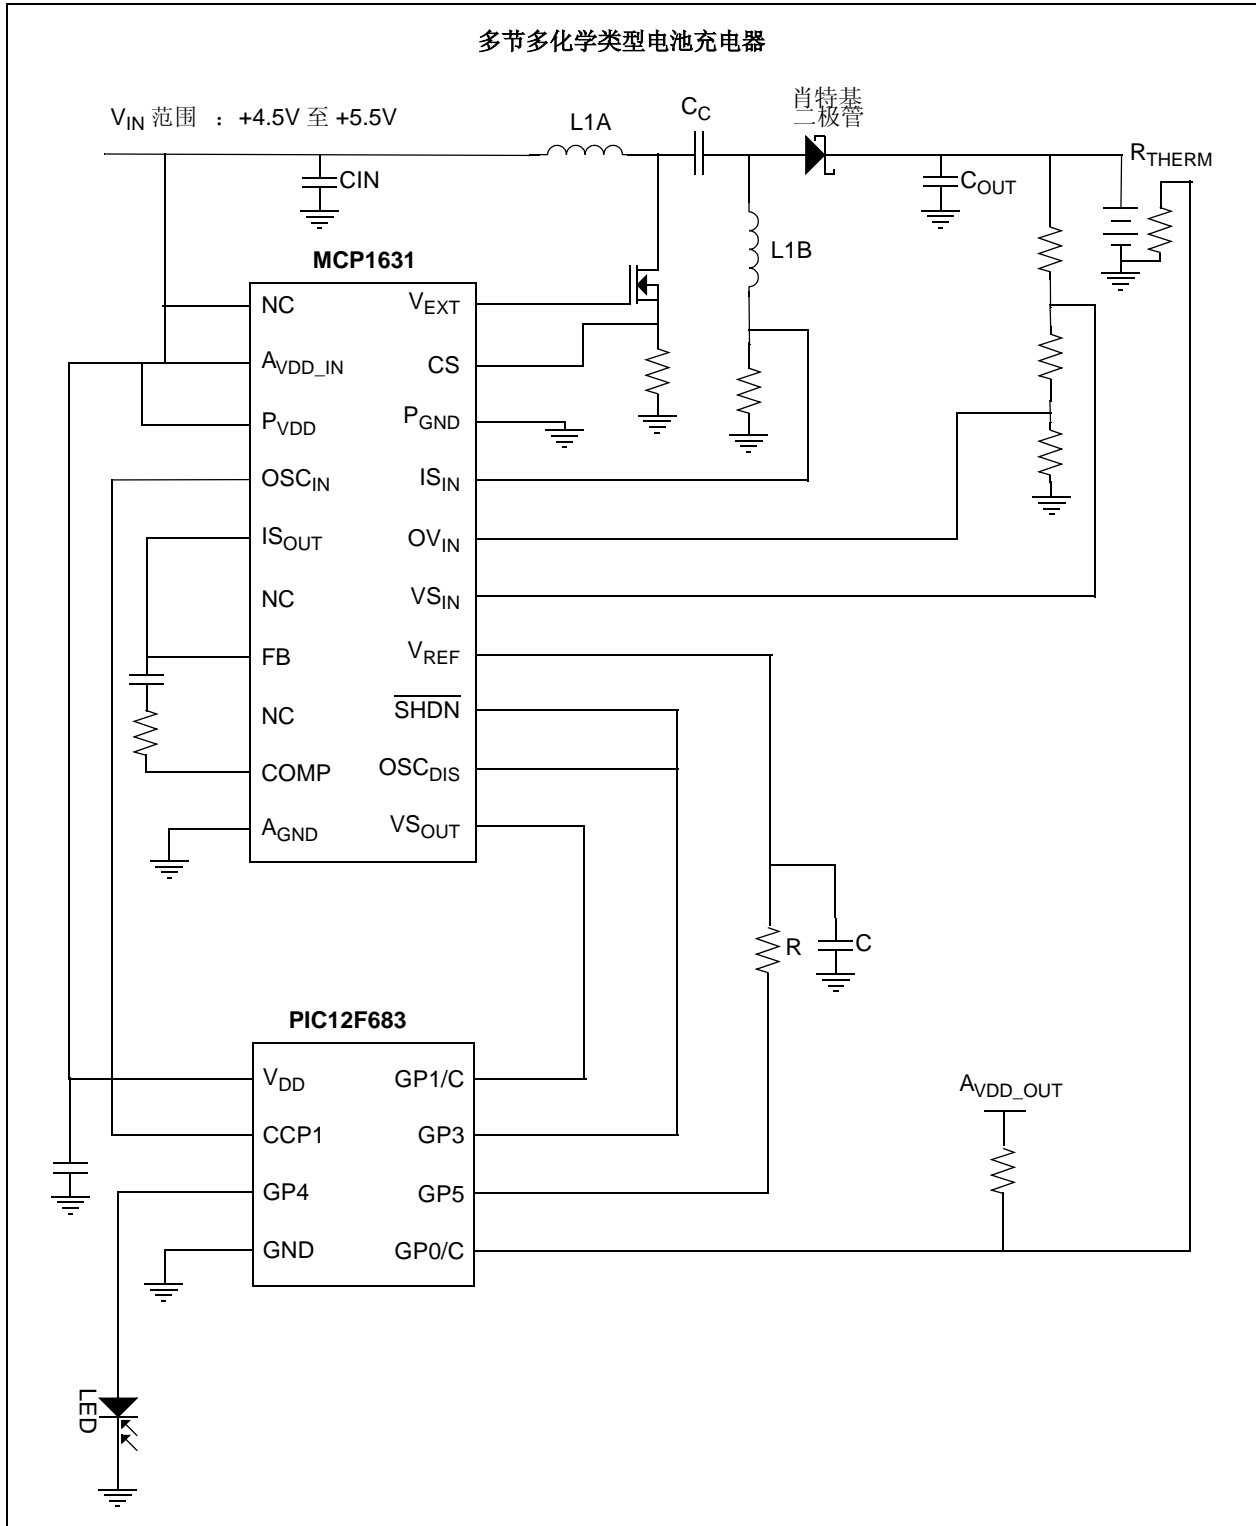 多节多化学类型电池充电器
V_IN 范围 ：+4.5V 至 +5.5V
L1A
C_C
肖特基
二极管
R_THERM
CIN
C_OUT
L1B
MCP1631
NC
V_EXT
A_VDD_IN
CS
P_VDD
P_GND
OSC_IN
IS_IN
IS_OUT
OV_IN
NC
VS_IN
FB
V_REF
NC
SHDN
COMP
OSC_DIS
A_GND
VS_OUT
R
C
PIC12F683
V_DD
GP1/C
A_VDD_OUT
CCP1
GP3
GP4
GP5
GND
GP0/C
LED